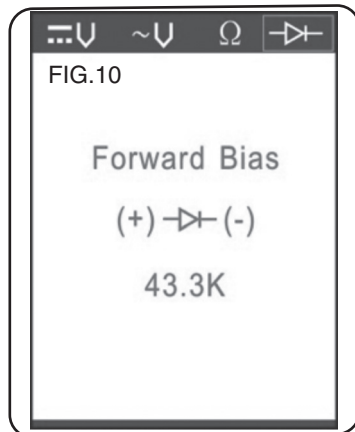 ⎓V ~V Ω
FIG.10
Forward Bias
(+) (-)
43.3K